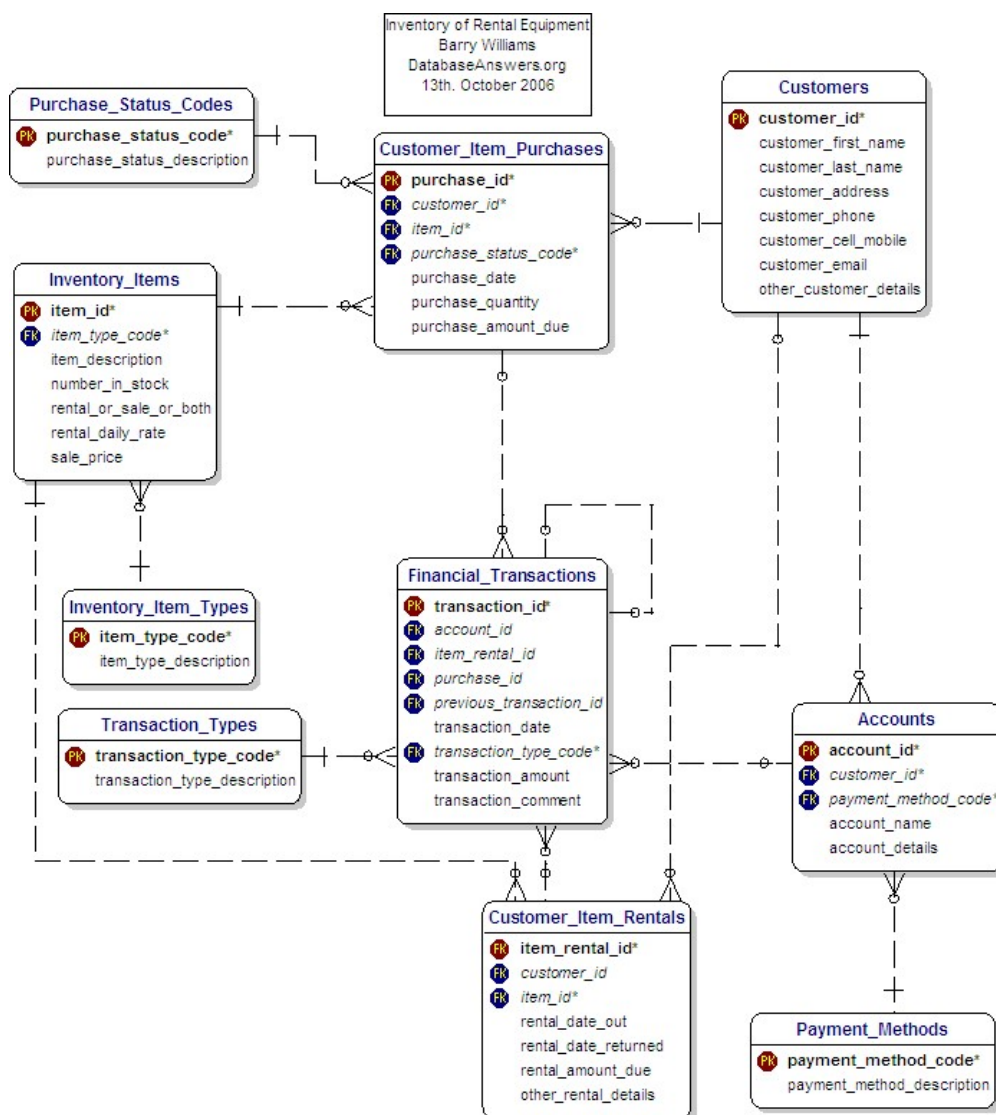 Inventory of Rental Equipment
Barry Williams
DatabaseAnswers.org
13th. October 2006
Purchase_Status_Codes
PK purchase_status_code*
purchase_status_description
Customer_Item_Purchases
PK purchase_id*
FK customer_id*
FK item_id*
FK purchase_status_code*
purchase_date
purchase_quantity
purchase_amount_due
Customers
PK customer_id*
customer_first_name
customer_last_name
customer_address
customer_phone
customer_cell_mobile
customer_email
other_customer_details
Inventory_Items
PK item_id*
FK item_type_code*
item_description
number_in_stock
rental_or_sale_or_both
rental_daily_rate
sale_price
Inventory_Item_Types
PK item_type_code*
item_type_description
Financial_Transactions
PK transaction_id*
FK account_id
FK item_rental_id
FK purchase_id
FK previous_transaction_id
transaction_date
FK transaction_type_code*
transaction_amount
transaction_comment
Transaction_Types
PK transaction_type_code*
transaction_type_description
Accounts
PK account_id*
FK customer_id*
FK payment_method_code*
account_name
account_details
Customer_Item_Rentals
FK item_rental_id*
FK customer_id
FK item_id*
rental_date_out
rental_date_returned
rental_amount_due
other_rental_details
Payment_Methods
PK payment_method_code*
payment_method_description